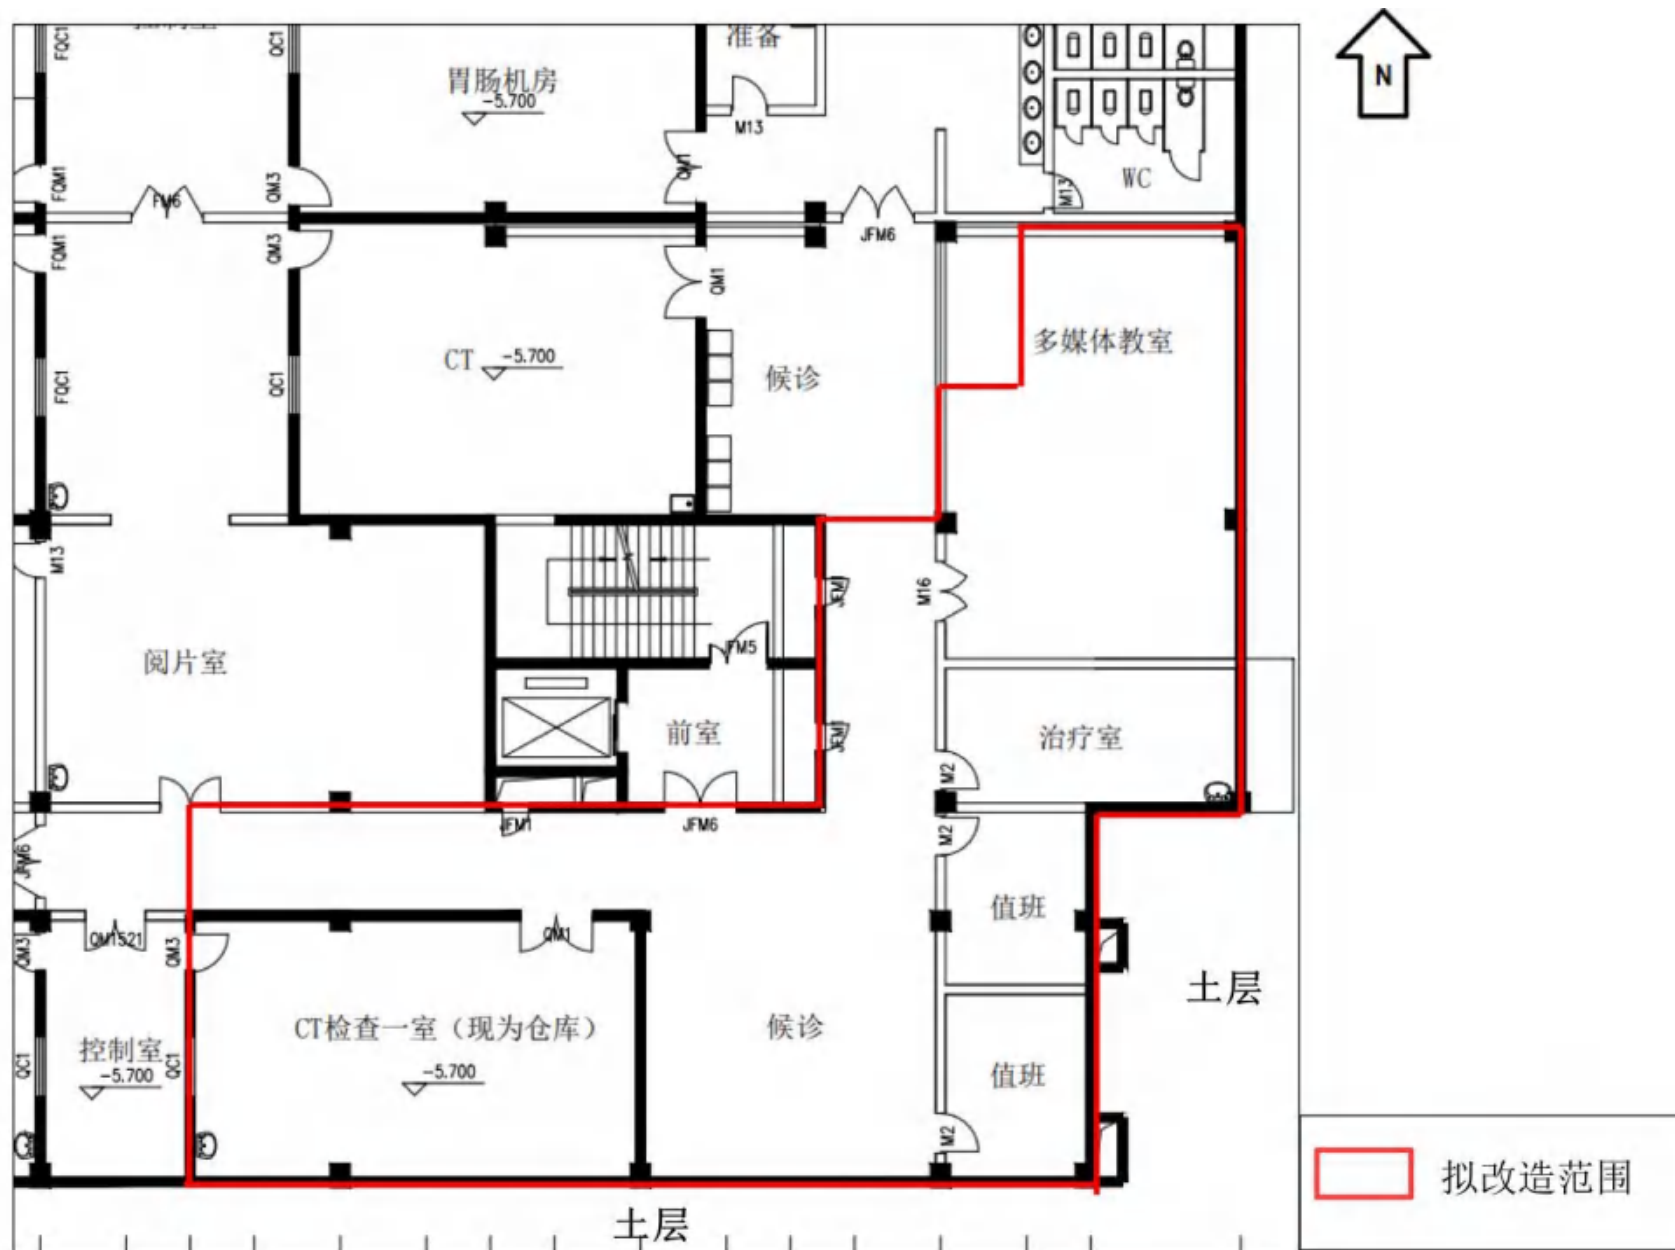 FQC1
QC1
准备
N
胃肠机房
-5.700
M13
QM1
FQM1
QM3
FM6
WC
M13
JFM6
FQM1
QM3
QM1
多媒体教室
CT
-5.700
候诊
FQC1
QC1
M13
M16
JFM1
FM5
阅片室
前室
JFM1
治疗室
M2
JFM1
JFM6
M2
JFM6
值班
QM1521
QM3
QM3
QM1
土层
CT检查一室（现为仓库）
候诊
控制室
-5.700
-5.700
QC1
QC1
值班
M2
拟改造范围
土层